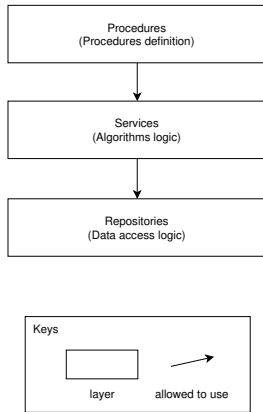 Procedures
(Procedures definition)
Services
(Algorithms logic)
Repositories
(Data access logic)
Keys
layer
allowed to use